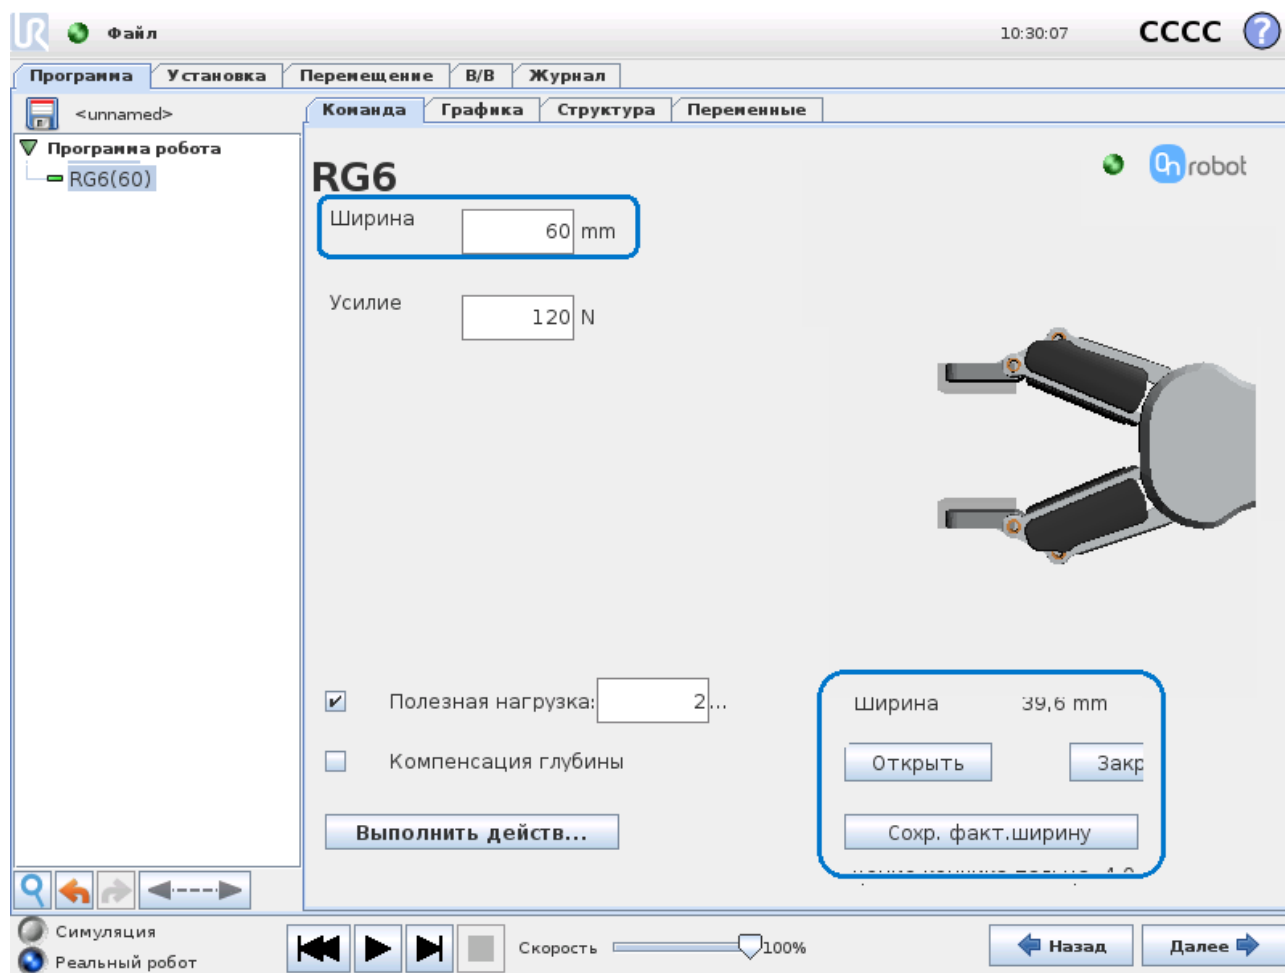 UR Файл 10:30:07 CCCC ?
Программа Установка Перемещение В/В Журнал
<unnamed> Команда Графика Структура Переменные
Программа робота
RG6(60)
RG6
On robot
Ширина 60 mm
Усилие 120 N
Полезная нагрузка: 2...
Ширина 39,6 mm
Компенсация глубины
Открыть Закр
Выполнить действ...
Сохр. факт.ширину
Симуляция
Реальный робот
Скорость 100%
Назад Далее